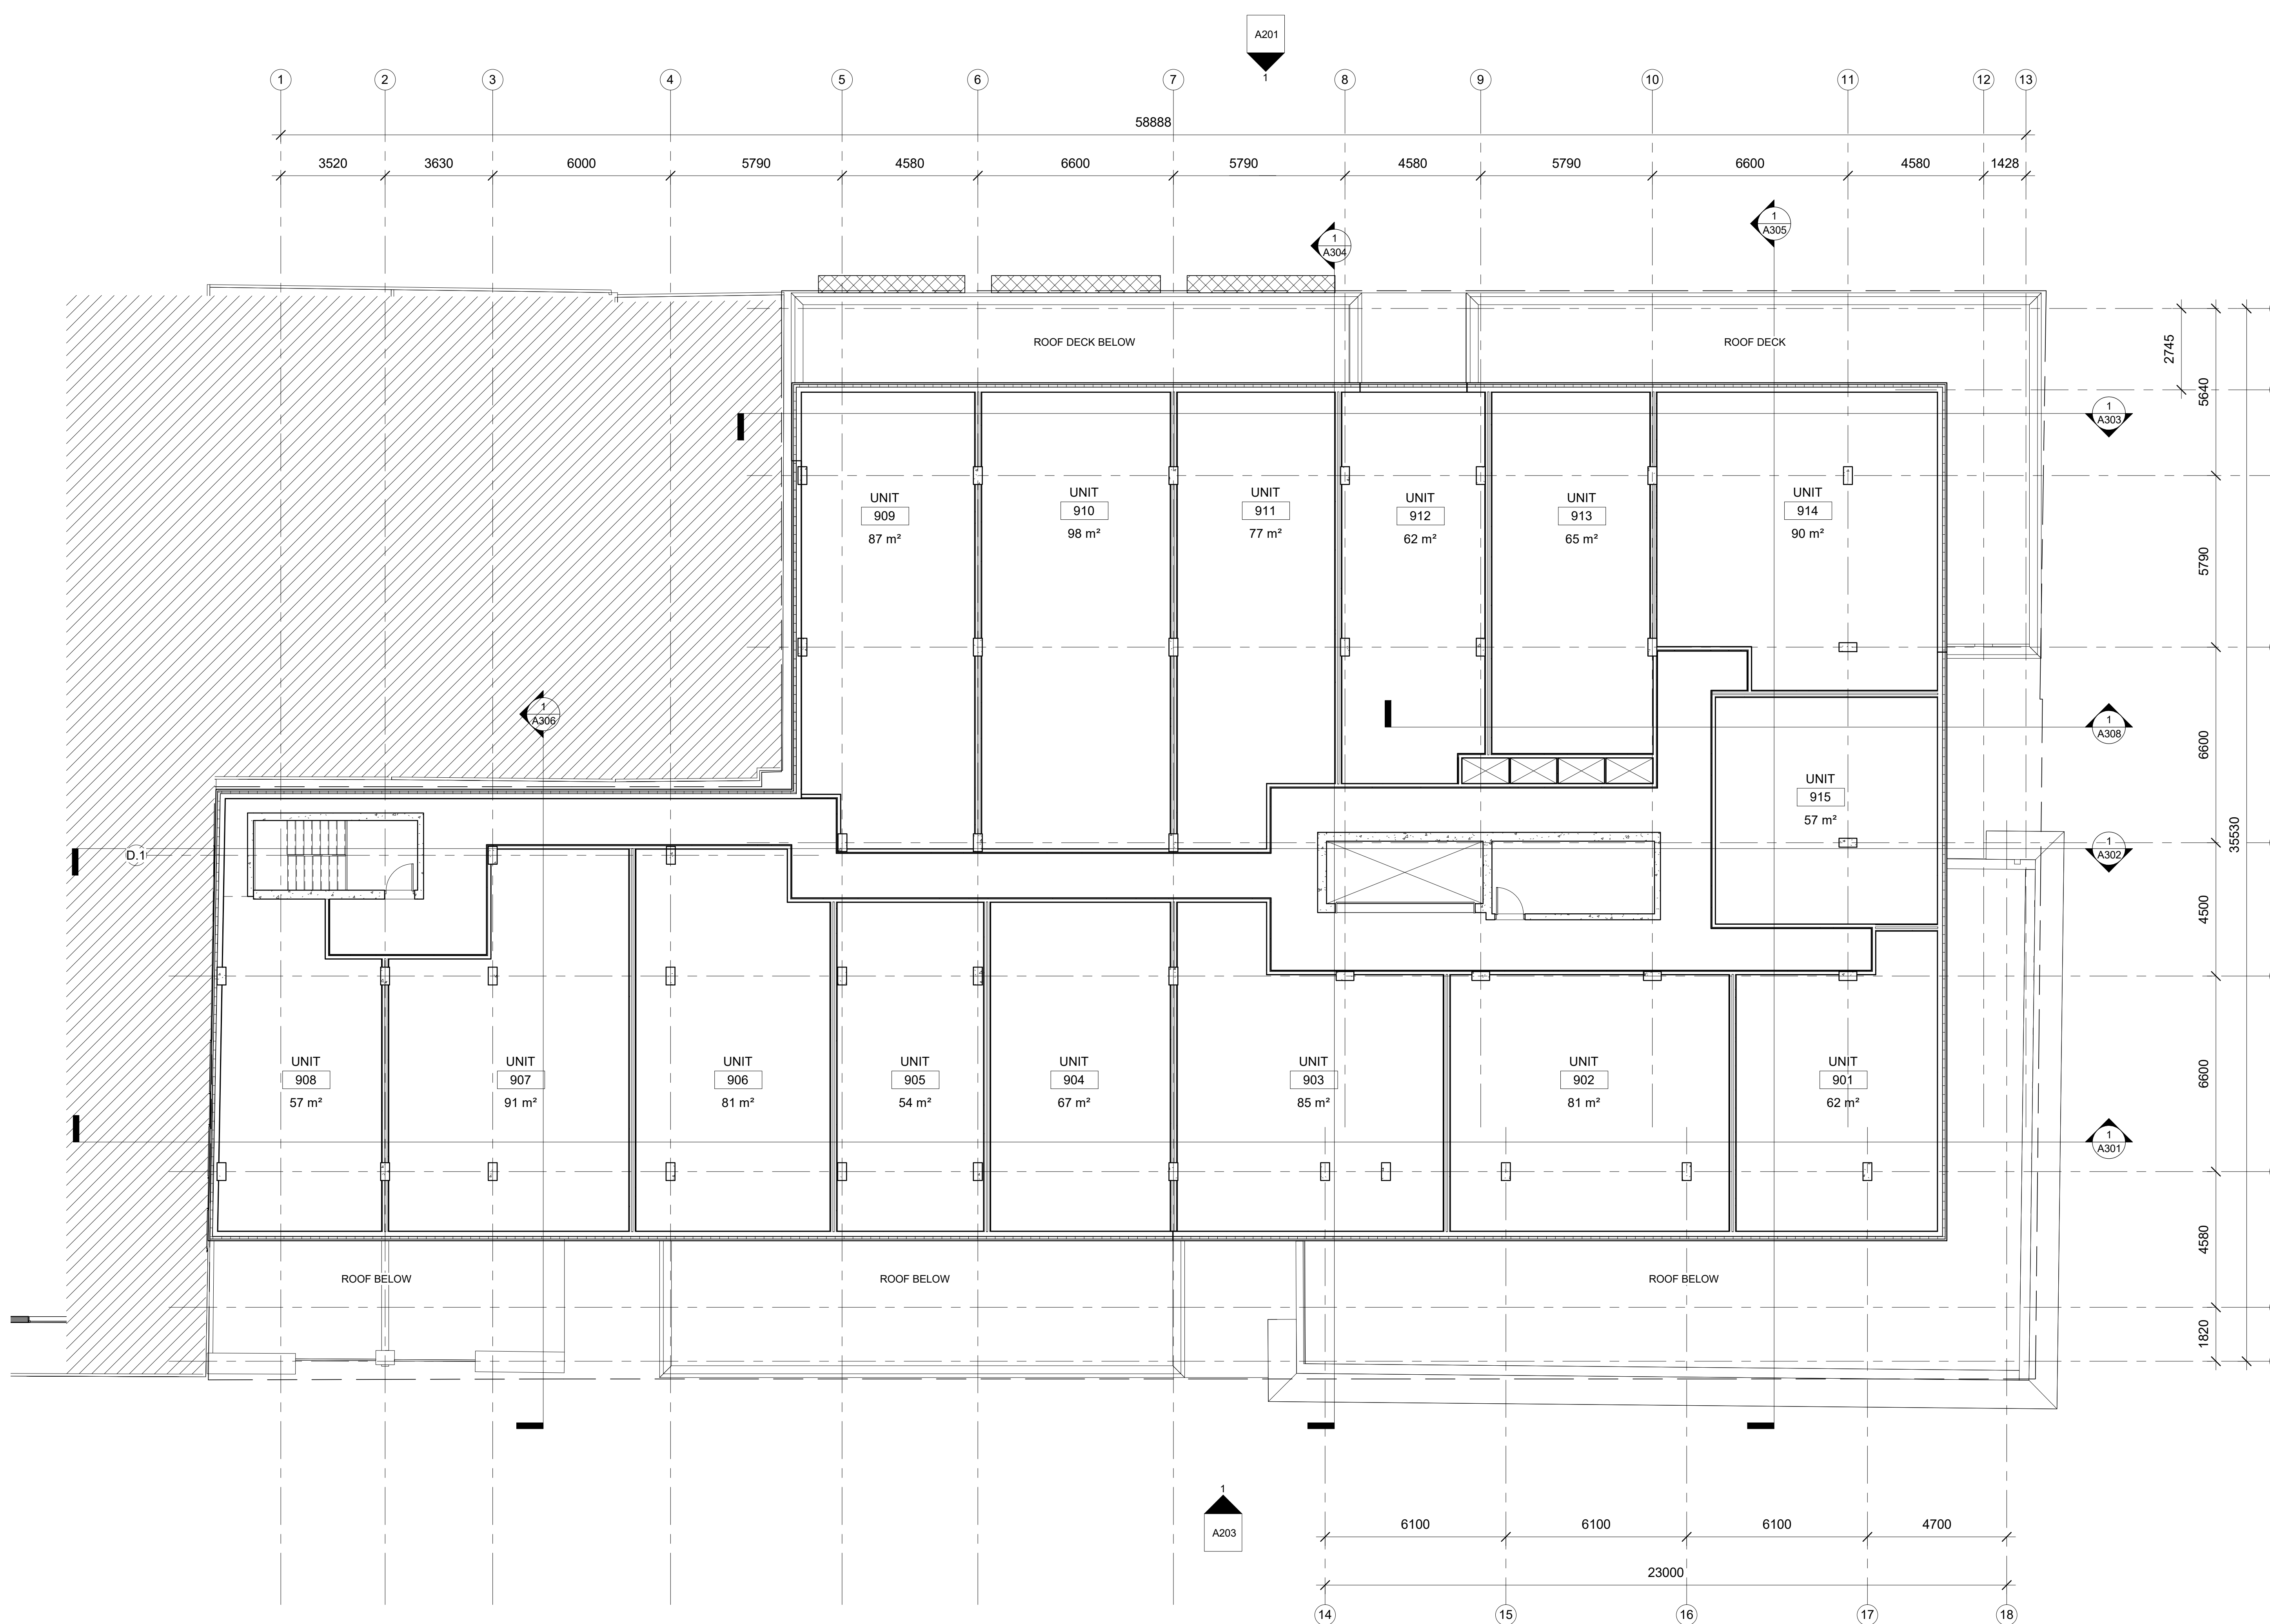 A201
1
1 2 3 4 5 6 7 8 9 10 11 12 13
58888
3520 3630 6000 5790 4580 6600 5790 4580 5790 6600 4580 1428
1
A305
1
A304
ROOF DECK BELOW
ROOF DECK
2745
5640
1
A303
UNIT
909
87 m²
UNIT
910
98 m²
UNIT
911
77 m²
UNIT
912
62 m²
UNIT
913
65 m²
UNIT
914
90 m²
5790
1
A306
1
A308
6600
UNIT
915
57 m²
35530
D.1
1
A302
4500
UNIT
908
57 m²
UNIT
907
91 m²
UNIT
906
81 m²
UNIT
905
54 m²
UNIT
904
67 m²
UNIT
903
85 m²
UNIT
902
81 m²
UNIT
901
62 m²
6600
1
A301
4580
ROOF BELOW
ROOF BELOW
ROOF BELOW
1820
1
A203
6100 6100 6100 4700
23000
14 15 16 17 18